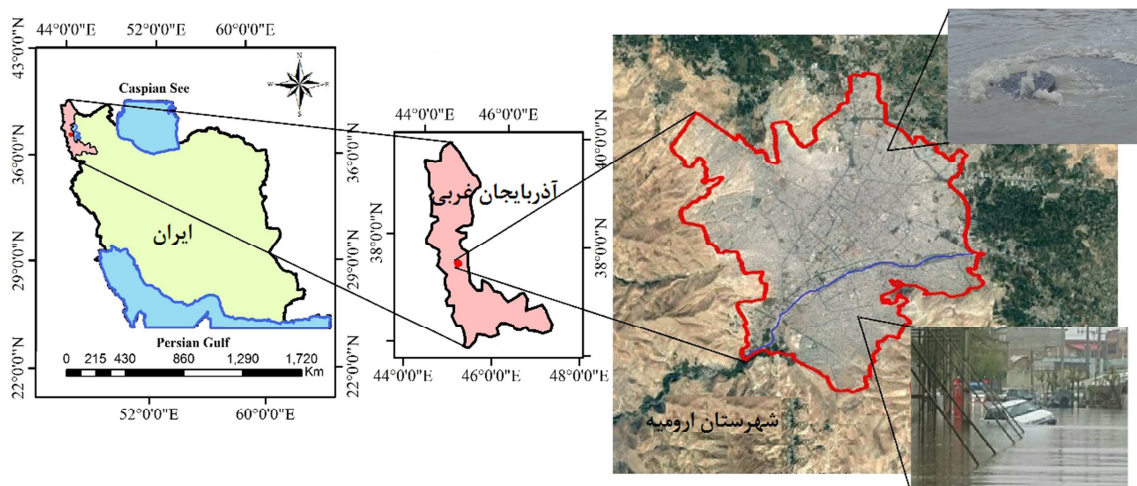 44°0'0"E 52°0'0"E 60°0'0"E
43°0'0"N
36°0'0"N
29°0'0"N
22°0'0"N
Caspian See
ایران
Persian Gulf
0 215 430 860 1,290 1,720
Km
52°0'0"E 60°0'0"E
44°0'0"E 46°0'0"E
38°0'0"N
36°0'0"N
40°0'0"N
38°0'0"N
آذربایجان غربی
44°0'0"E 46°0'0"E 48°0'0"E
شهرستان ارومیه